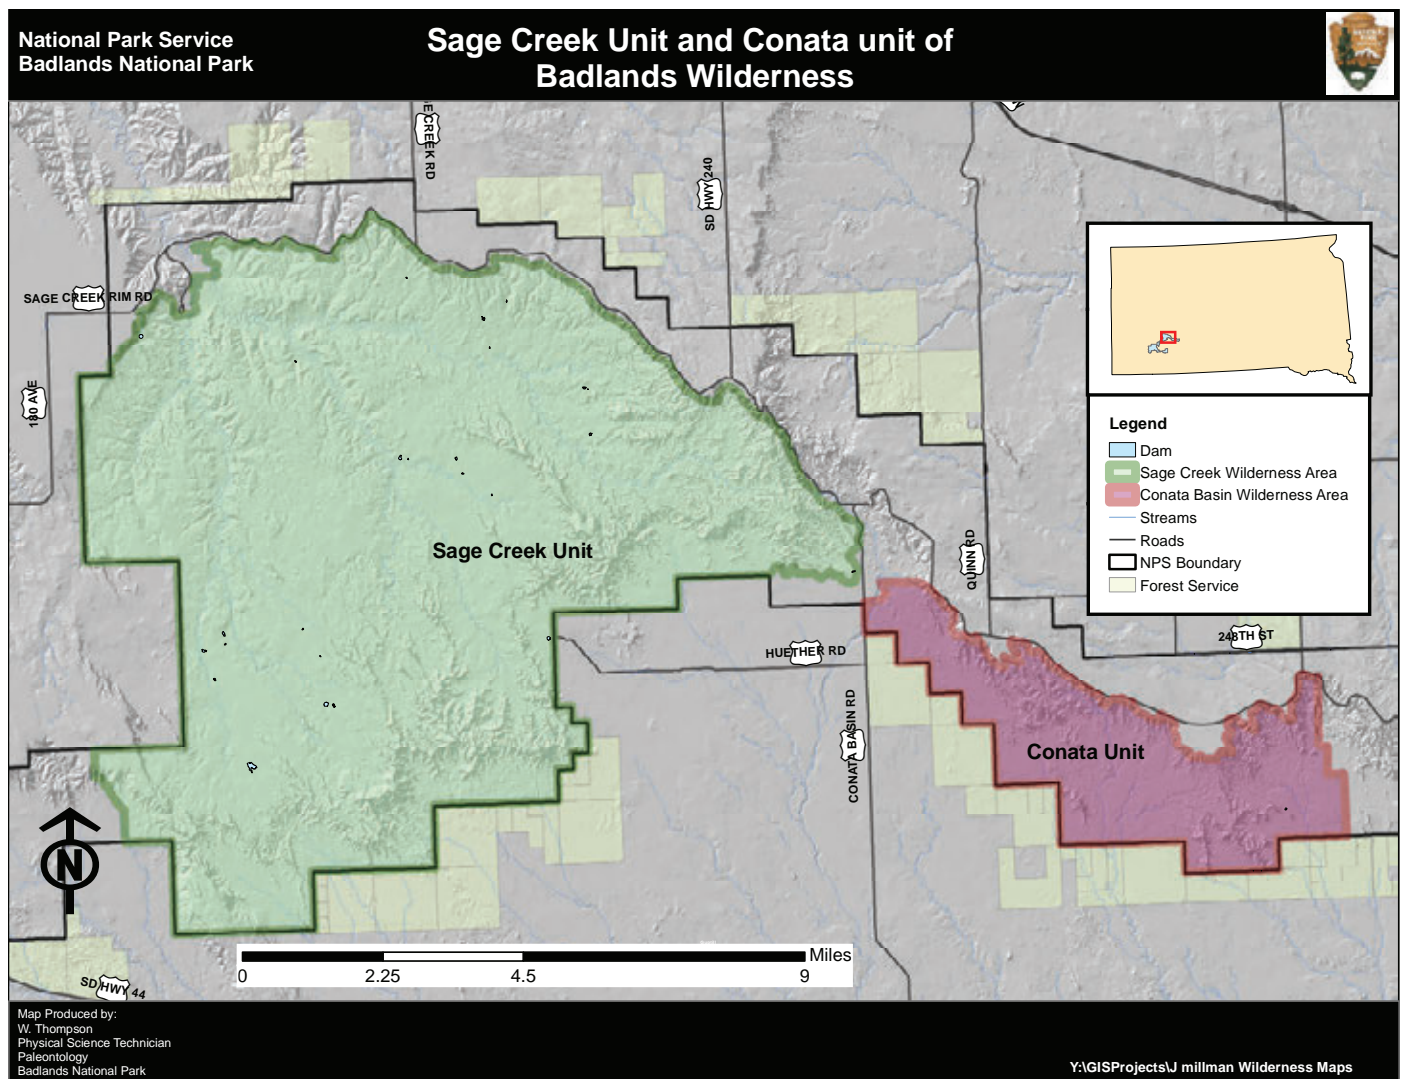 National Park Service
Badlands National Park
Sage Creek Unit and Conata unit of
Badlands Wilderness
CREEK RD
SD HWY 240
SAGE CREEK RIM RD
180 AVE
Legend
Dam
Sage Creek Wilderness Area
Conata Basin Wilderness Area
Streams
Roads
NPS Boundary
Forest Service
Sage Creek Unit
QUINN RD
248TH ST
HUETHER RD
CONATA BASIN RD
Conata Unit
N
Miles
0 2.25 4.5 9
SD HWY 44
Map Produced by:
W. Thompson
Physical Science Technician
Paleontology
Badlands National Park
Y:\GISProjects\J millman Wilderness Maps